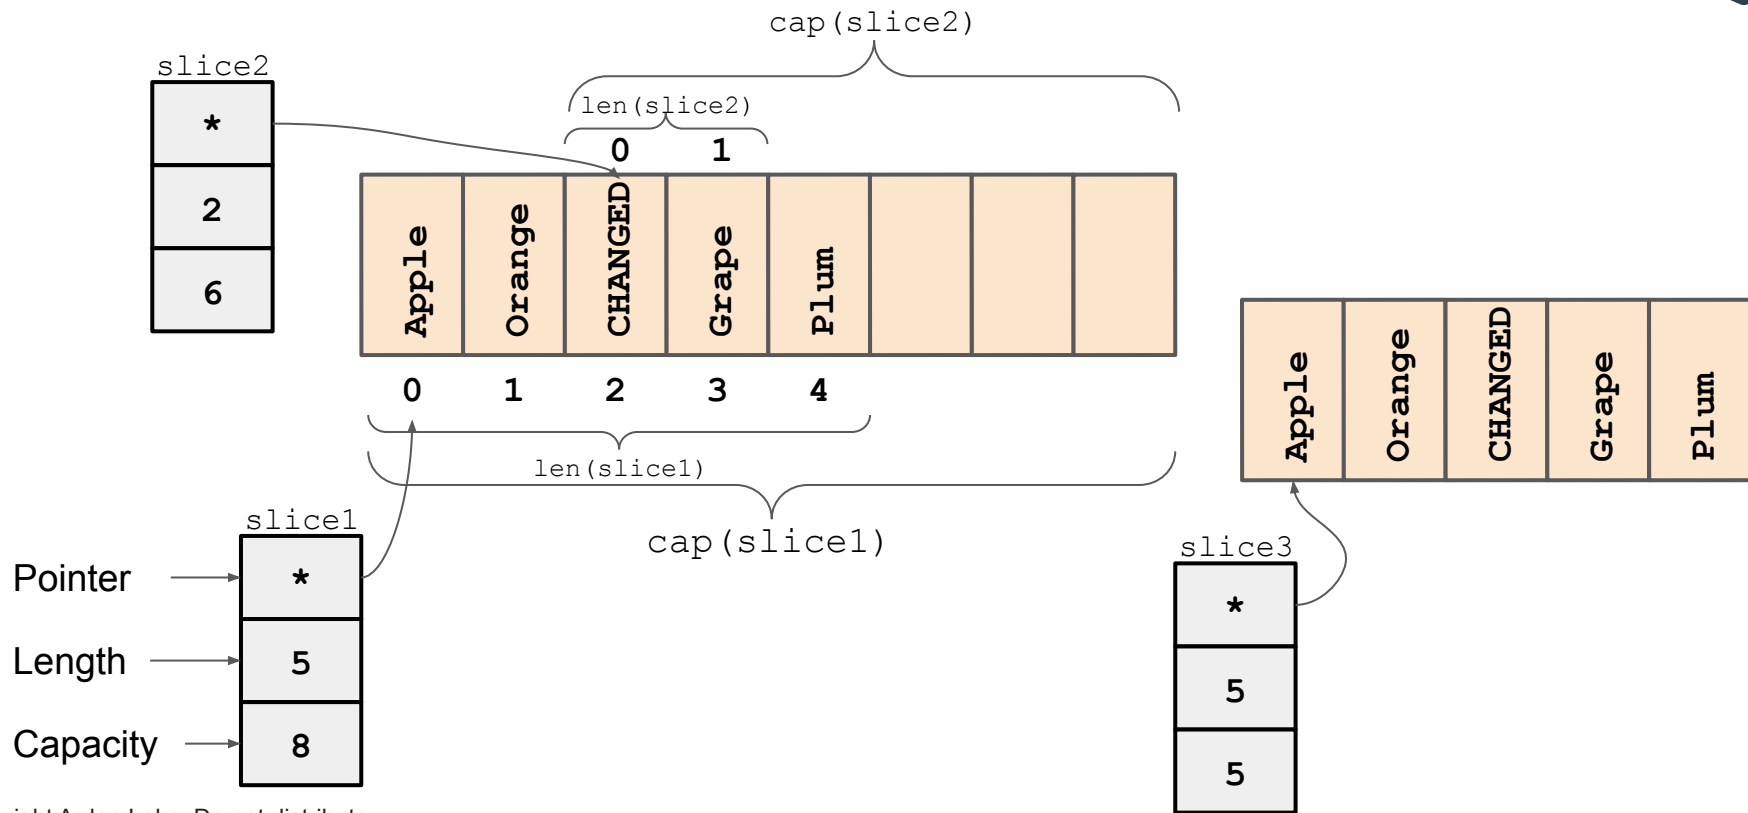 cap(slice2)
slice2
len(slice2)
*
2
6
0 1
Apple Orange CHANGED Grape Plum
0 1 2 3 4
len(slice1)
cap(slice1)
slice1
Pointer *
Length 5
Capacity 8
Apple Orange CHANGED Grape Plum
slice3
*
5
5